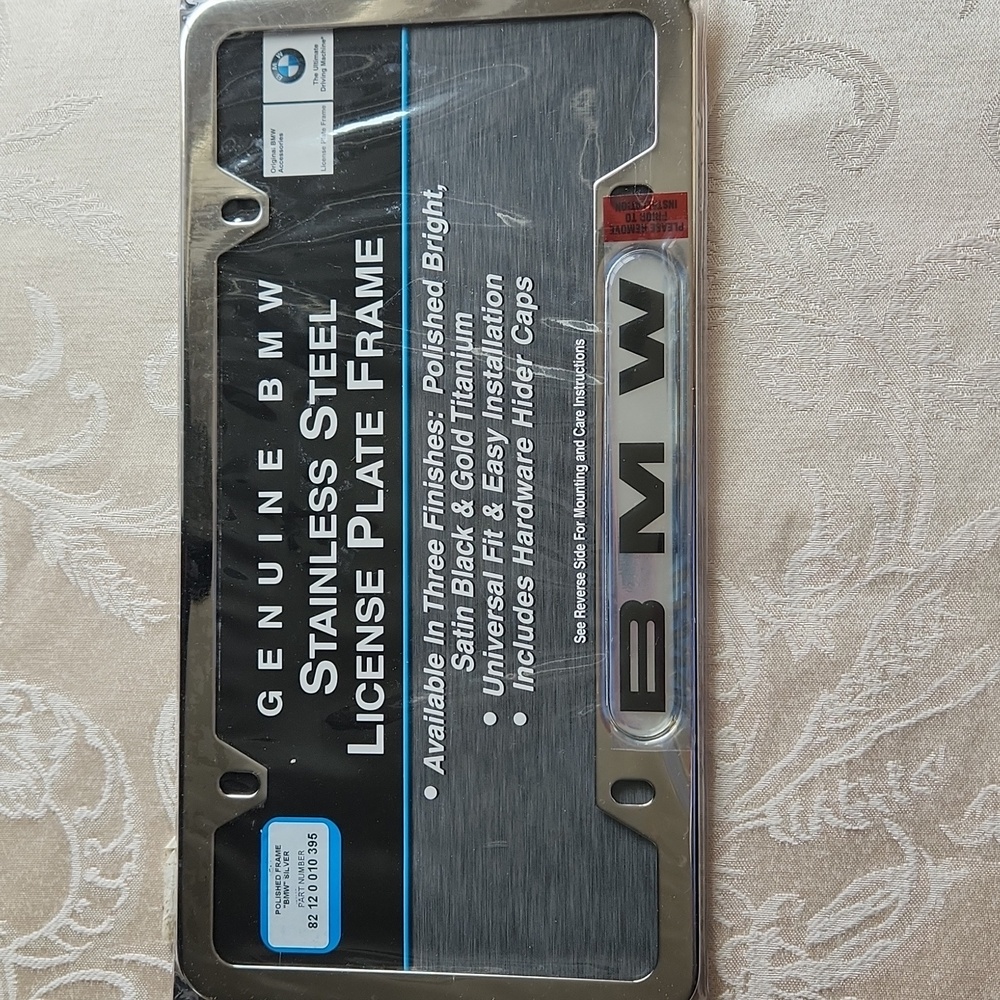 POLISHED FRAME
"BMW" SILVER
PART NUMBER
82 12 0 010 395
Original BMW
Accessories
License Plate Frame
BMW
The Ultimate
Driving Machine®
GENUINE BMW
STAINLESS STEEL
LICENSE PLATE FRAME
• Available In Three Finishes: Polished Bright,
Satin Black & Gold Titanium
• Universal Fit & Easy Installation
• Includes Hardware Hider Caps
See Reverse Side For Mounting and Care Instructions
BMW
PLEASE REMOVE
PRIOR TO
INSTALLATION